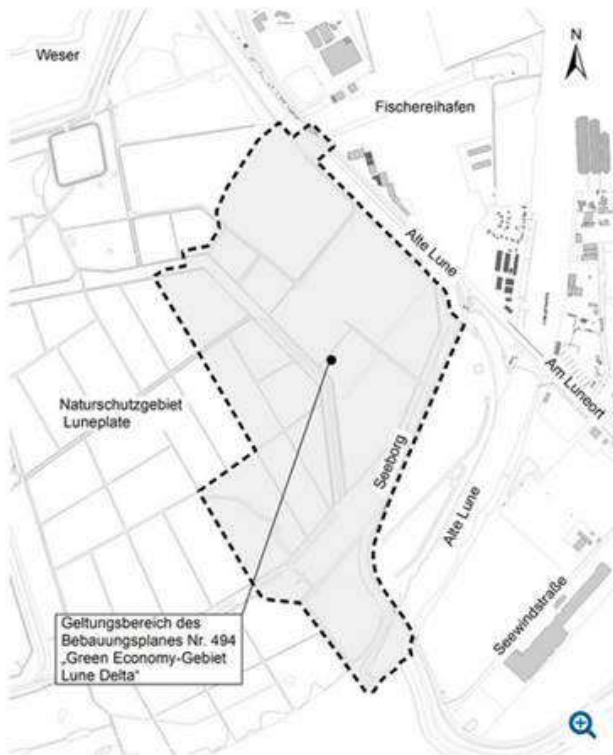 Weser
N
Fischereihafen
Alte Lune
Am Luneort
Naturschutzgebiet
Luneplate
Seeborg
Alte Lune
Seewindstraße
Geltungsbereich des
Bebauungsplanes Nr. 494
„Green Economy-Gebiet
Lune Delta“